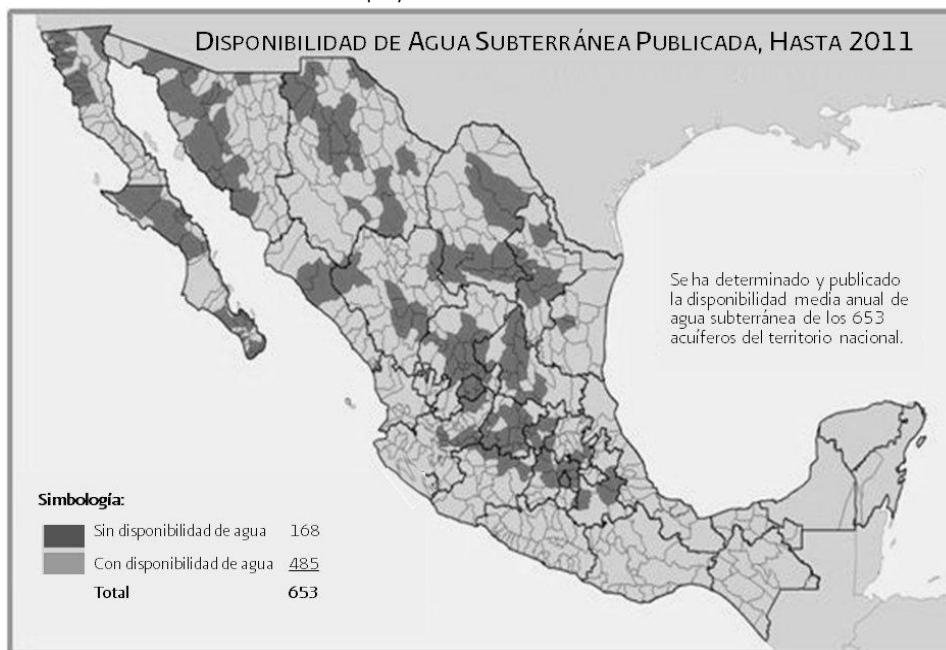 DISPONIBILIDAD DE AGUA SUBTERRÁNEA PUBLICADA, HASTA 2011
Se ha determinado y publicado
la disponibilidad media anual de
agua subterránea de los 653
acuíferos del territorio nacional.
Simbología:
Sin disponibilidad de agua 168
Con disponibilidad de agua 485
Total 653